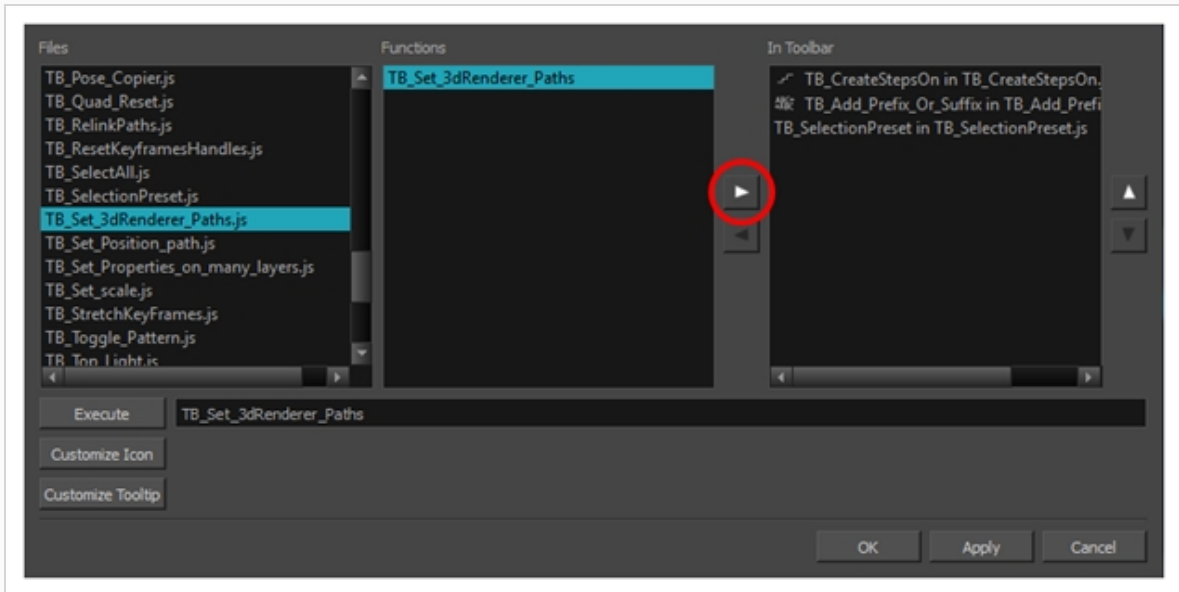 Files
Functions
In Toolbar
TB_Pose_Copier.js
TB_Quad_Reset.js
TB_RelinkPaths.js
TB_ResetKeyframesHandles.js
TB_SelectAll.js
TB_SelectionPreset.js
TB_Set_3dRenderer_Paths.js
TB_Set_Position_path.js
TB_Set_Properties_on_many_layers.js
TB_Set_scale.js
TB_StretchKeyFrames.js
TB_Toggle_Pattern.js
TB_Top_Light.js
TB_Set_3dRenderer_Paths
TB_CreateStepsOn in TB_CreateStepsOn.
TB_Add_Prefix_Or_Suffix in TB_Add_Prefi
TB_SelectionPreset in TB_SelectionPreset.js
Execute
TB_Set_3dRenderer_Paths
Customize Icon
Customize Tooltip
OK
Apply
Cancel